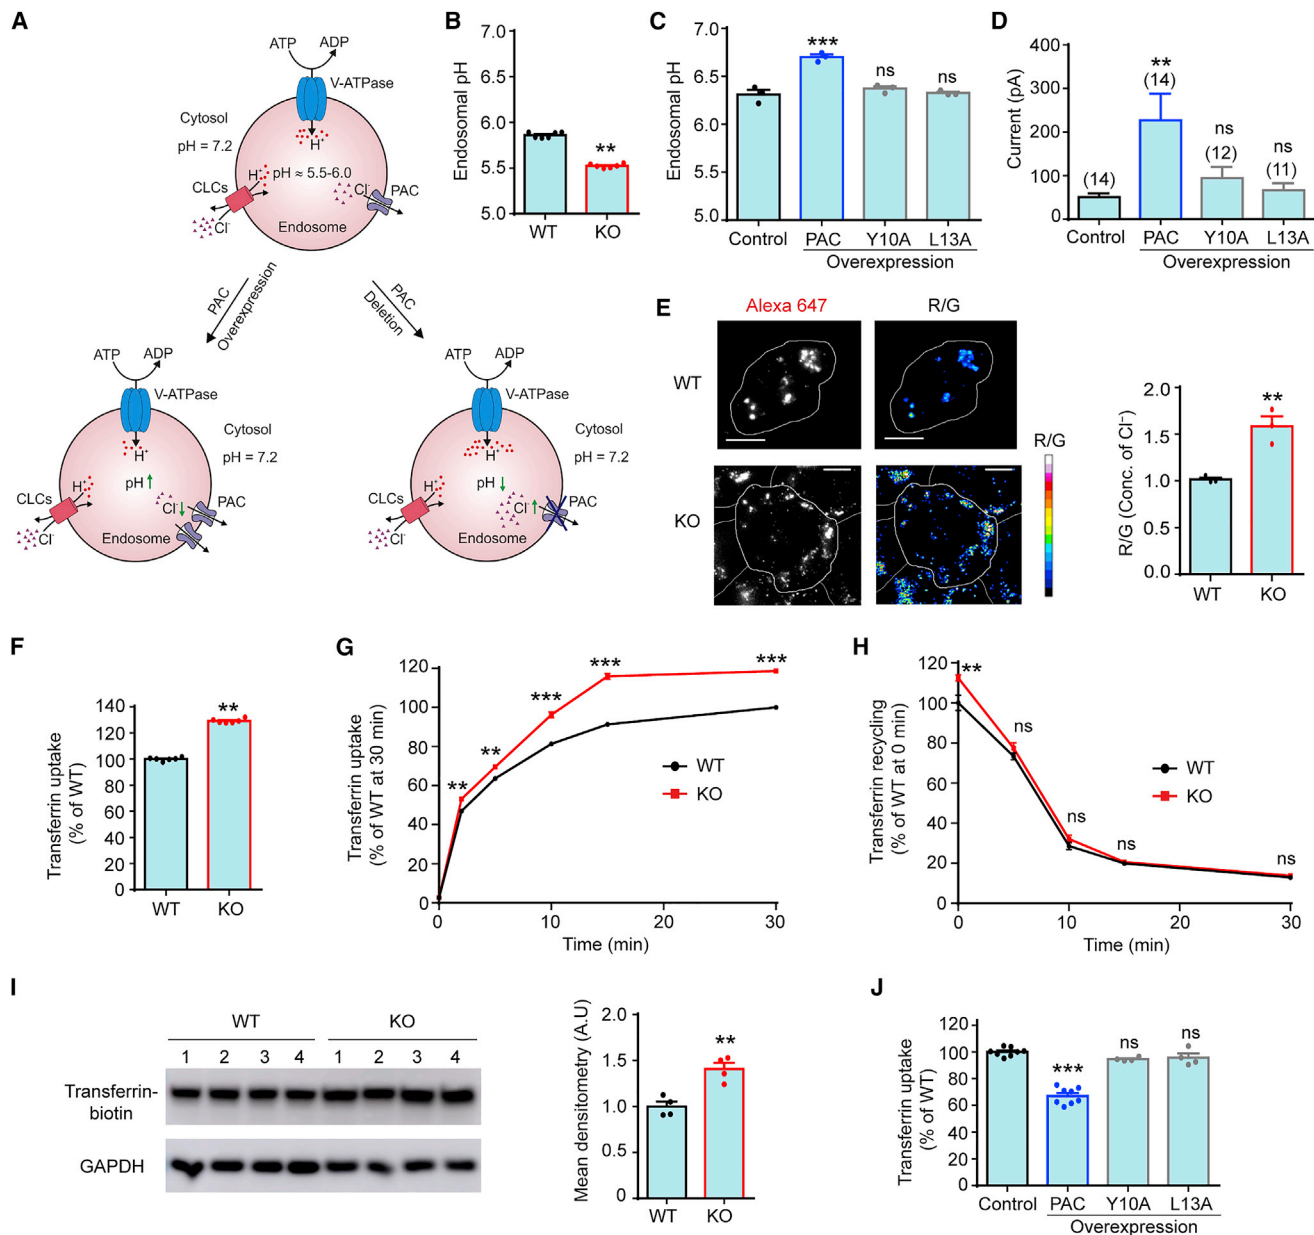 A
ATP
ADP
V-ATPase
Cytosol
pH = 7.2
H⁺
H⁺
pH ≈ 5.5-6.0
CLCs
Cl⁻
Cl⁻
PAC
Endosome
PAC
Overexpression
PAC
Deletion
ATP
ADP
V-ATPase
Cytosol
pH = 7.2
H⁺
H⁺
pH
CLCs
Cl⁻
Cl⁻
PAC
Endosome
ATP
ADP
V-ATPase
Cytosol
pH = 7.2
H⁺
H⁺
pH
CLCs
Cl⁻
Cl⁻
PAC
Endosome
B
Endosomal pH
7.0
6.5
6.0
5.5
5.0
**
WT
KO
C
Endosomal pH
7.0
6.5
6.0
5.5
5.0
***
ns
ns
Control
PAC
Y10A
L13A
Overexpression
D
Current (pA)
400
300
200
100
0
(14)
**
(14)
ns
(12)
ns
(11)
Control
PAC
Y10A
L13A
Overexpression
E
Alexa 647
R/G
WT
KO
R/G
R/G (Conc. of Cl⁻)
2.0
1.5
1.0
0.5
0.0
**
WT
KO
F
Transferrin uptake
(% of WT)
140
120
100
80
60
40
20
0
**
WT
KO
G
Transferrin uptake
(% of WT at 30 min)
120
100
80
60
40
20
0
**
**
***
***
***
WT
KO
0
10
20
30
Time (min)
H
Transferrin recycling
(% of WT at 0 min)
120
100
80
60
40
20
0
**
ns
ns
ns
ns
WT
KO
0
10
20
30
Time (min)
I
WT
KO
1 2 3 4 1 2 3 4
Transferrin-
biotin
GAPDH
Mean densitometry (A.U)
2.0
1.5
1.0
0.5
0
**
WT
KO
J
Transferrin uptake
(% of WT)
120
100
80
60
40
20
0
***
ns
ns
Control
PAC
Y10A
L13A
Overexpression